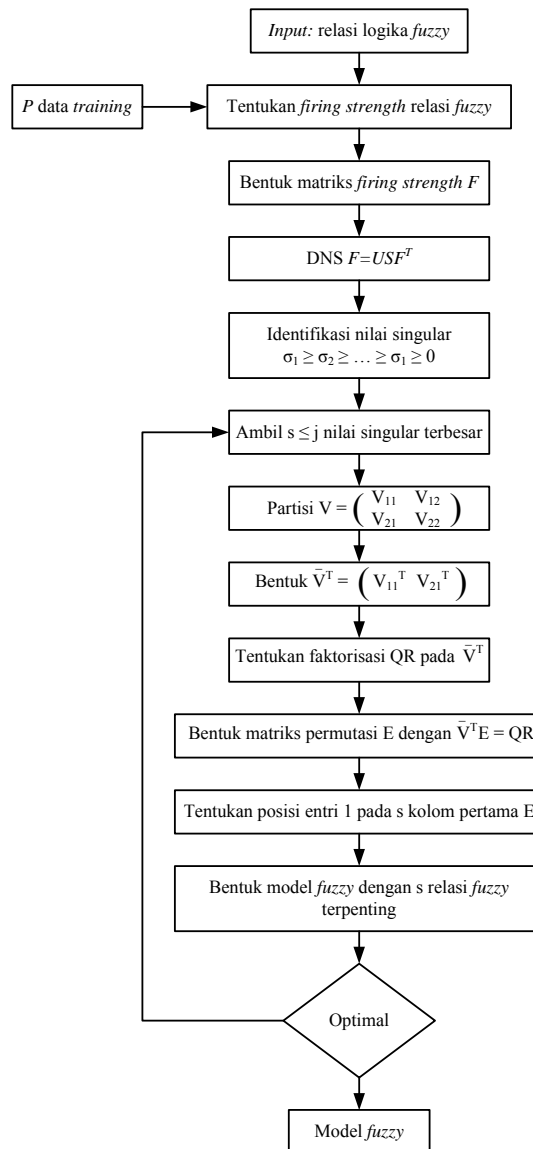 Input: relasi logika fuzzy
P data training
Tentukan firing strength relasi fuzzy
Bentuk matriks firing strength F
DNS F=USF^T
Identifikasi nilai singular
σ₁ ≥ σ₂ ≥ … ≥ σ₁ ≥ 0
Ambil s ≤ j nilai singular terbesar
Partisi V = ( V₁₁ V₁₂
V₂₁ V₂₂ )
Bentuk V̄^T = ( V₁₁^T V₂₁^T )
Tentukan faktorisasi QR pada V̄^T
Bentuk matriks permutasi E dengan V̄^T E = QR
Tentukan posisi entri 1 pada s kolom pertama E
Bentuk model fuzzy dengan s relasi fuzzy
terpenting
Optimal
Model fuzzy